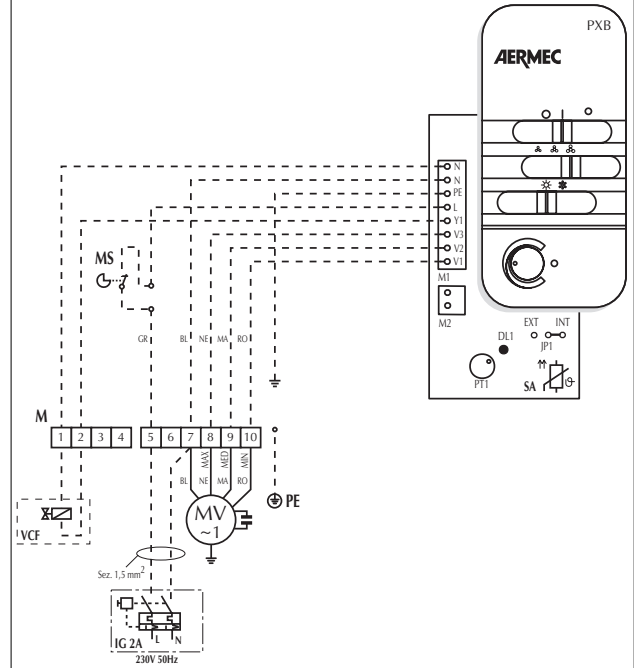 PXB
AERMEC
N
N
PE
L
Y1
V3
V2
V1
M1
M2
MS
EXT INT
DL1
JP1
PT1
SA
ϑ
GR BL NE MA RO
M
1 2 3 4 5 6 7 8 9 10
MAX MED MIN
BL NE MA RO
PE
MV
~1
VCF
Sez. 1,5 mm²
IG 2A
L N
230V 50Hz